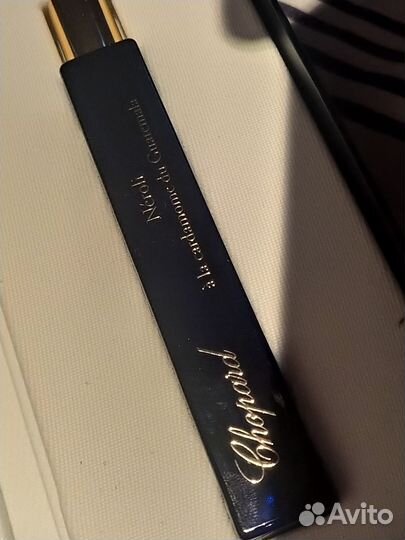 Néroli
à la cardamome du Guatemala
Chopard
Avito